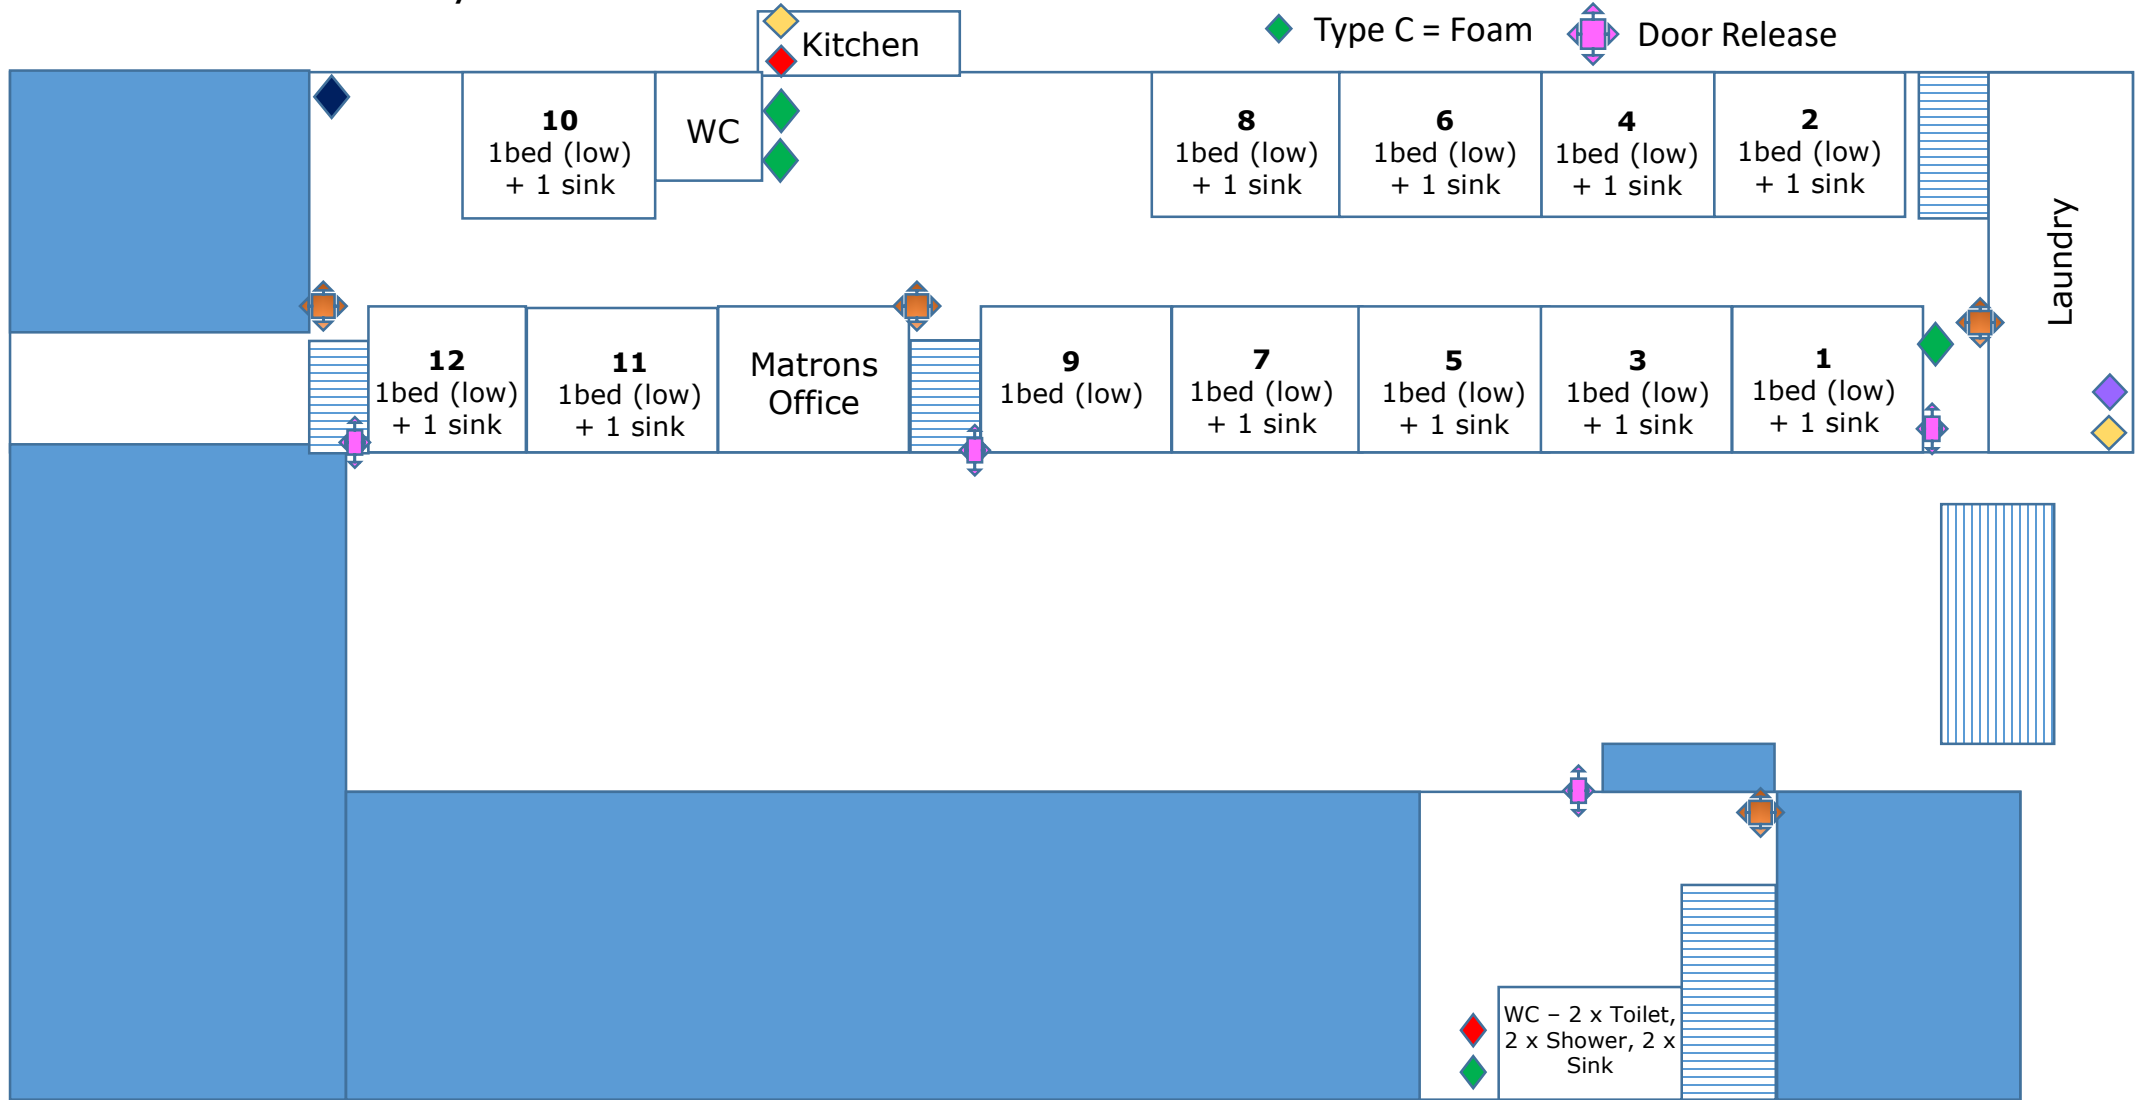 Kitchen
Type C = Foam
Door Release
10
1bed (low)
+ 1 sink
WC
8
1bed (low)
+ 1 sink
6
1bed (low)
+ 1 sink
4
1bed (low)
+ 1 sink
2
1bed (low)
+ 1 sink
Laundry
12
1bed (low)
+ 1 sink
11
1bed (low)
+ 1 sink
Matrons
Office
9
1bed (low)
7
1bed (low)
+ 1 sink
5
1bed (low)
+ 1 sink
3
1bed (low)
+ 1 sink
1
1bed (low)
+ 1 sink
WC – 2 x Toilet,
2 x Shower, 2 x
Sink